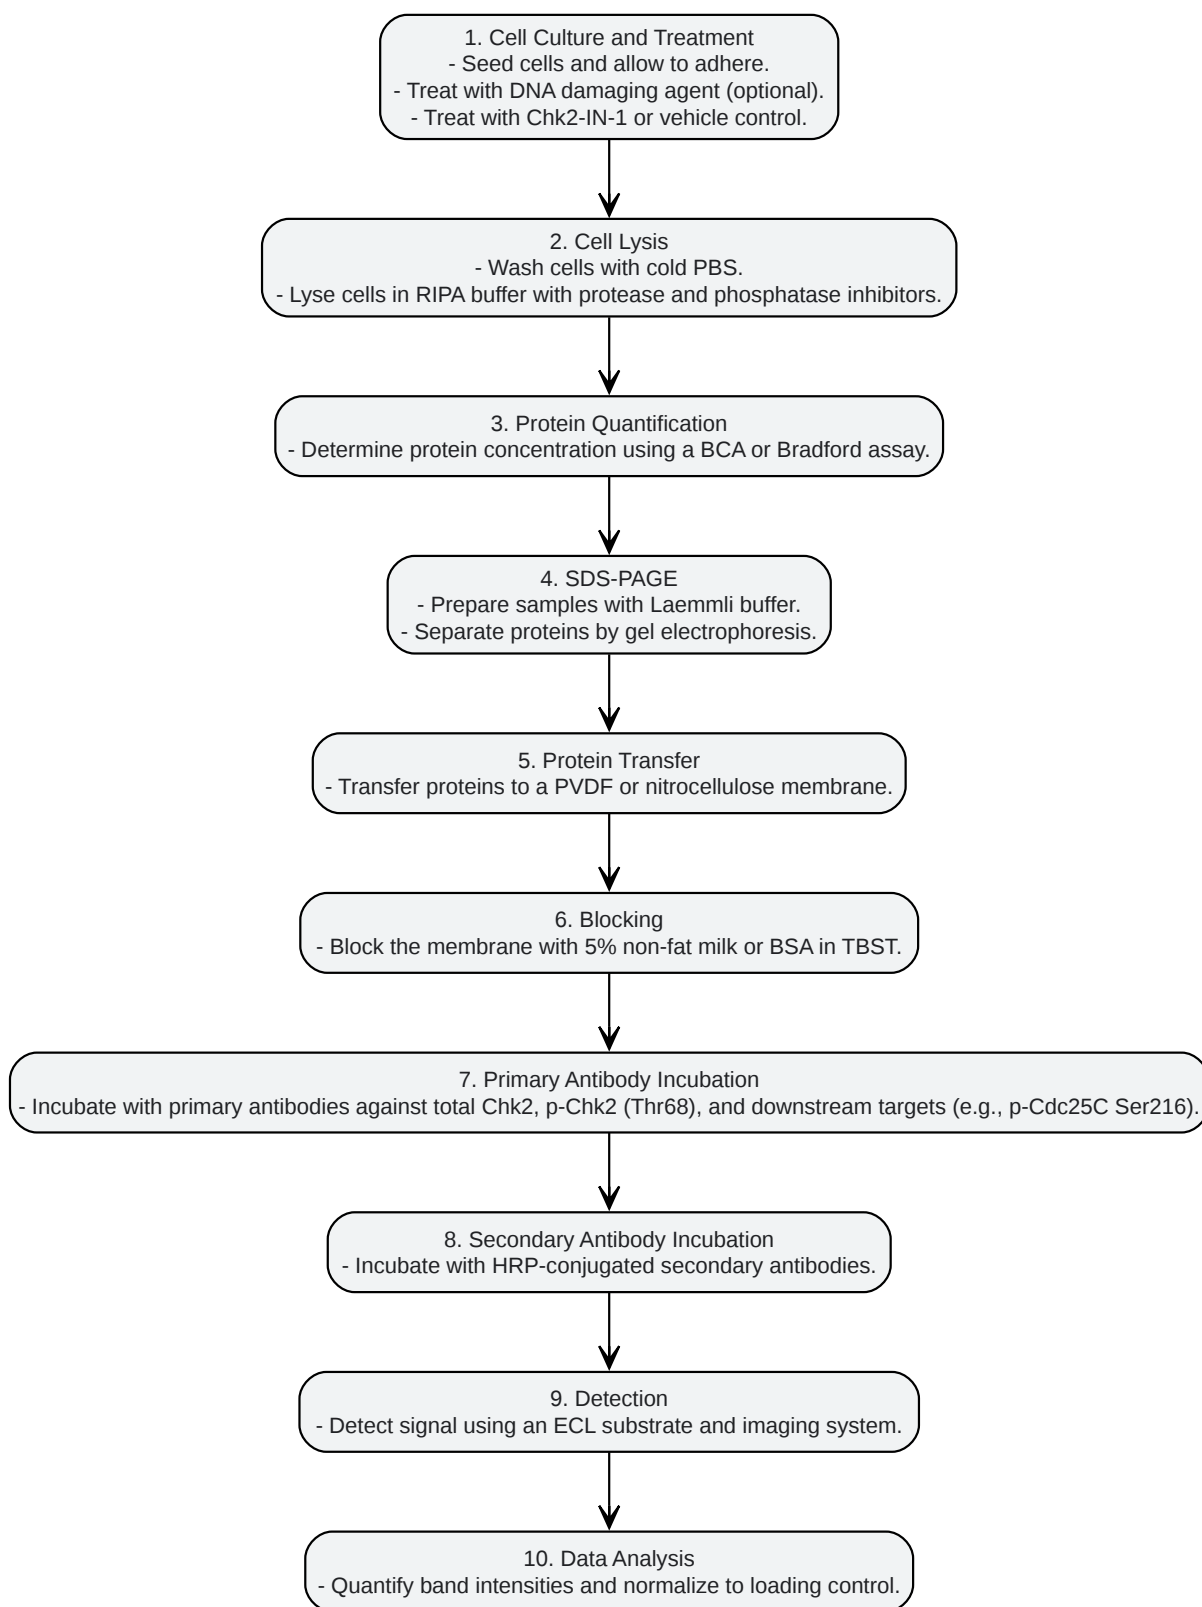 1. Cell Culture and Treatment
- Seed cells and allow to adhere.
- Treat with DNA damaging agent (optional).
- Treat with Chk2-IN-1 or vehicle control.
2. Cell Lysis
- Wash cells with cold PBS.
- Lyse cells in RIPA buffer with protease and phosphatase inhibitors.
3. Protein Quantification
- Determine protein concentration using a BCA or Bradford assay.
4. SDS-PAGE
- Prepare samples with Laemmli buffer.
- Separate proteins by gel electrophoresis.
5. Protein Transfer
- Transfer proteins to a PVDF or nitrocellulose membrane.
6. Blocking
- Block the membrane with 5% non-fat milk or BSA in TBST.
7. Primary Antibody Incubation
- Incubate with primary antibodies against total Chk2, p-Chk2 (Thr68), and downstream targets (e.g., p-Cdc25C Ser216).
8. Secondary Antibody Incubation
- Incubate with HRP-conjugated secondary antibodies.
9. Detection
- Detect signal using an ECL substrate and imaging system.
10. Data Analysis
- Quantify band intensities and normalize to loading control.